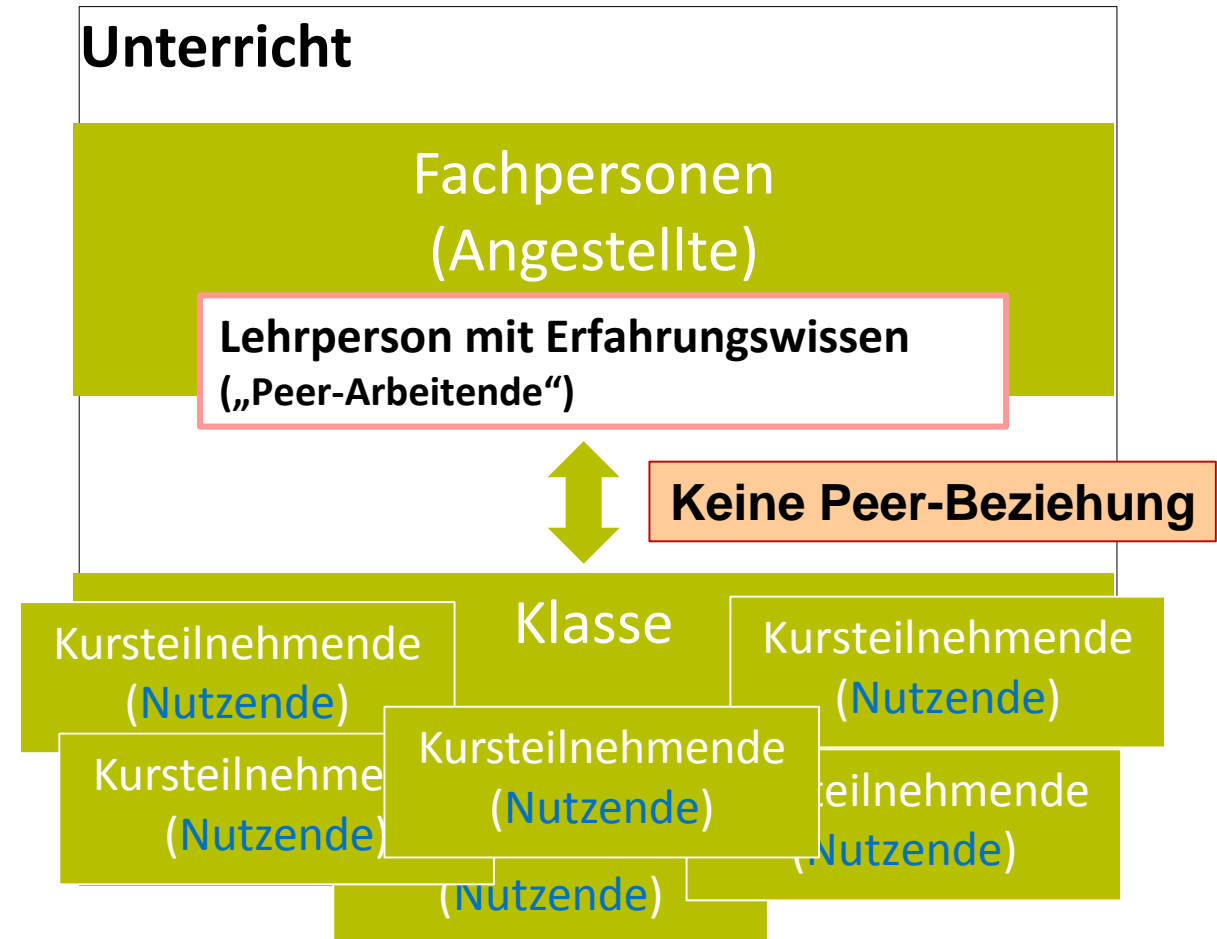 Unterricht
Fachpersonen
(Angestellte)
Lehrperson mit Erfahrungswissen
(„Peer-Arbeitende“)
Keine Peer-Beziehung
Klasse
Kursteilnehmende
(Nutzende)
Kursteilnehmende
(Nutzende)
Kursteilnehme
(Nutzende)
Kursteilnehmende
(Nutzende)
teilnehmende
(Nutzende)
(Nutzende)